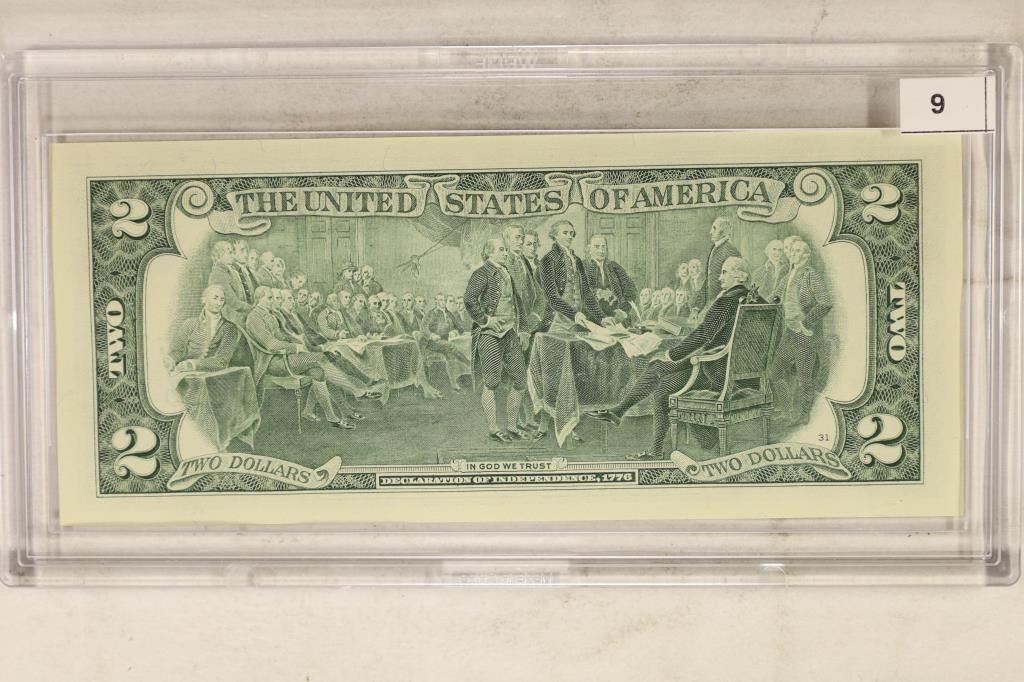 9
THE UNITED STATES OF AMERICA
2 2
TWO TWO
31
2 2
TWO DOLLARS TWO DOLLARS
IN GOD WE TRUST
DECLARATION OF INDEPENDENCE, 1776